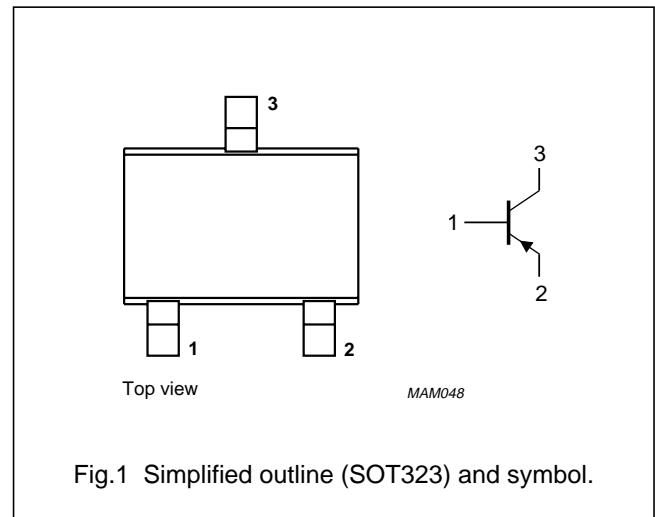 3
3
1
1
2
2
Top view
MAM048
Fig.1 Simplified outline (SOT323) and symbol.